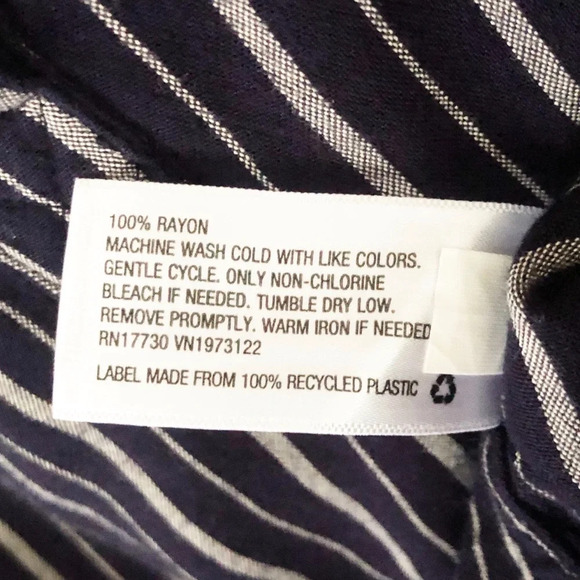 100% RAYON
MACHINE WASH COLD WITH LIKE COLORS.
GENTLE CYCLE. ONLY NON-CHLORINE
BLEACH IF NEEDED. TUMBLE DRY LOW.
REMOVE PROMPTLY. WARM IRON IF NEEDED
RN17730 VN1973122
LABEL MADE FROM 100% RECYCLED PLASTIC